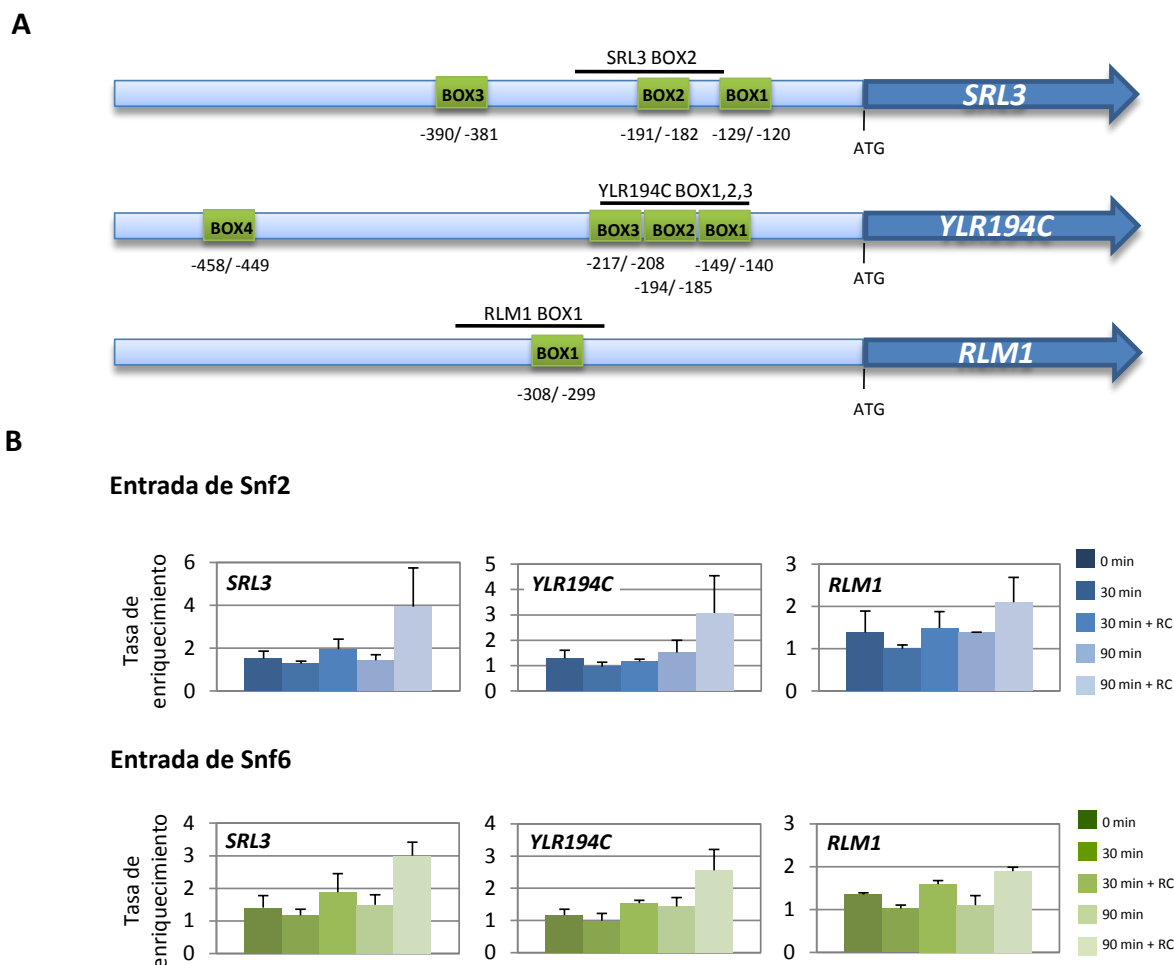 A
SRL3 BOX2
BOX3 BOX2 BOX1 SRL3
-390/ -381 -191/ -182 -129/ -120
ATG
YLR194C BOX1,2,3
BOX4 BOX3 BOX2 BOX1 YLR194C
-458/ -449 -217/ -208 -149/ -140
-194/ -185
ATG
RLM1 BOX1
BOX1 RLM1
-308/ -299
ATG
B
Entrada de Snf2
Tasa de
enriquecimiento
6
4
2
0
SRL3
5
4
3
2
1
0
YLR194C
3
2
1
0
RLM1
0 min
30 min
30 min + RC
90 min
90 min + RC
Entrada de Snf6
Tasa de
enriquecimiento
4
3
2
1
0
SRL3
4
3
2
1
0
YLR194C
3
2
1
0
RLM1
0 min
30 min
30 min + RC
90 min
90 min + RC